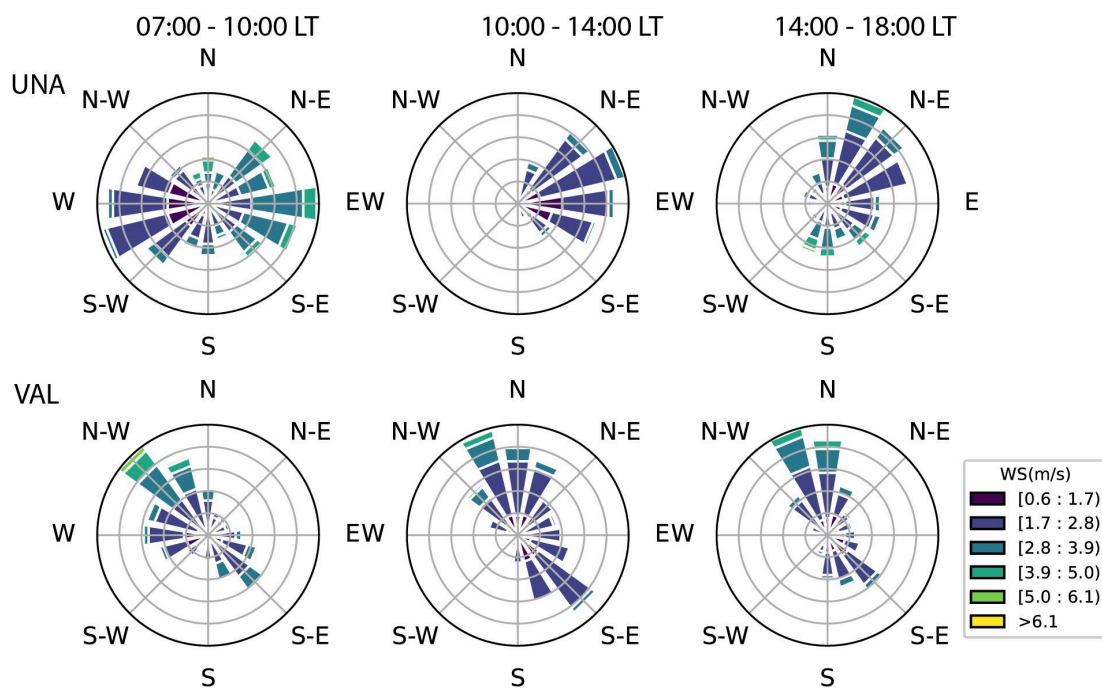 07:00 - 10:00 LT
10:00 - 14:00 LT
14:00 - 18:00 LT
UNA
N
N
N
N-W
N-E
N-W
N-E
N-W
N-E
W
EW
EW
E
S-W
S-E
S-W
S-E
S-W
S-E
S
S
S
VAL
N
N
N
N-W
N-E
N-W
N-E
N-W
N-E
W
EW
EW
S-W
S-E
S-W
S-E
S-W
S-E
S
S
S
WS(m/s)
[0.6 : 1.7)
[1.7 : 2.8)
[2.8 : 3.9)
[3.9 : 5.0)
[5.0 : 6.1)
>6.1